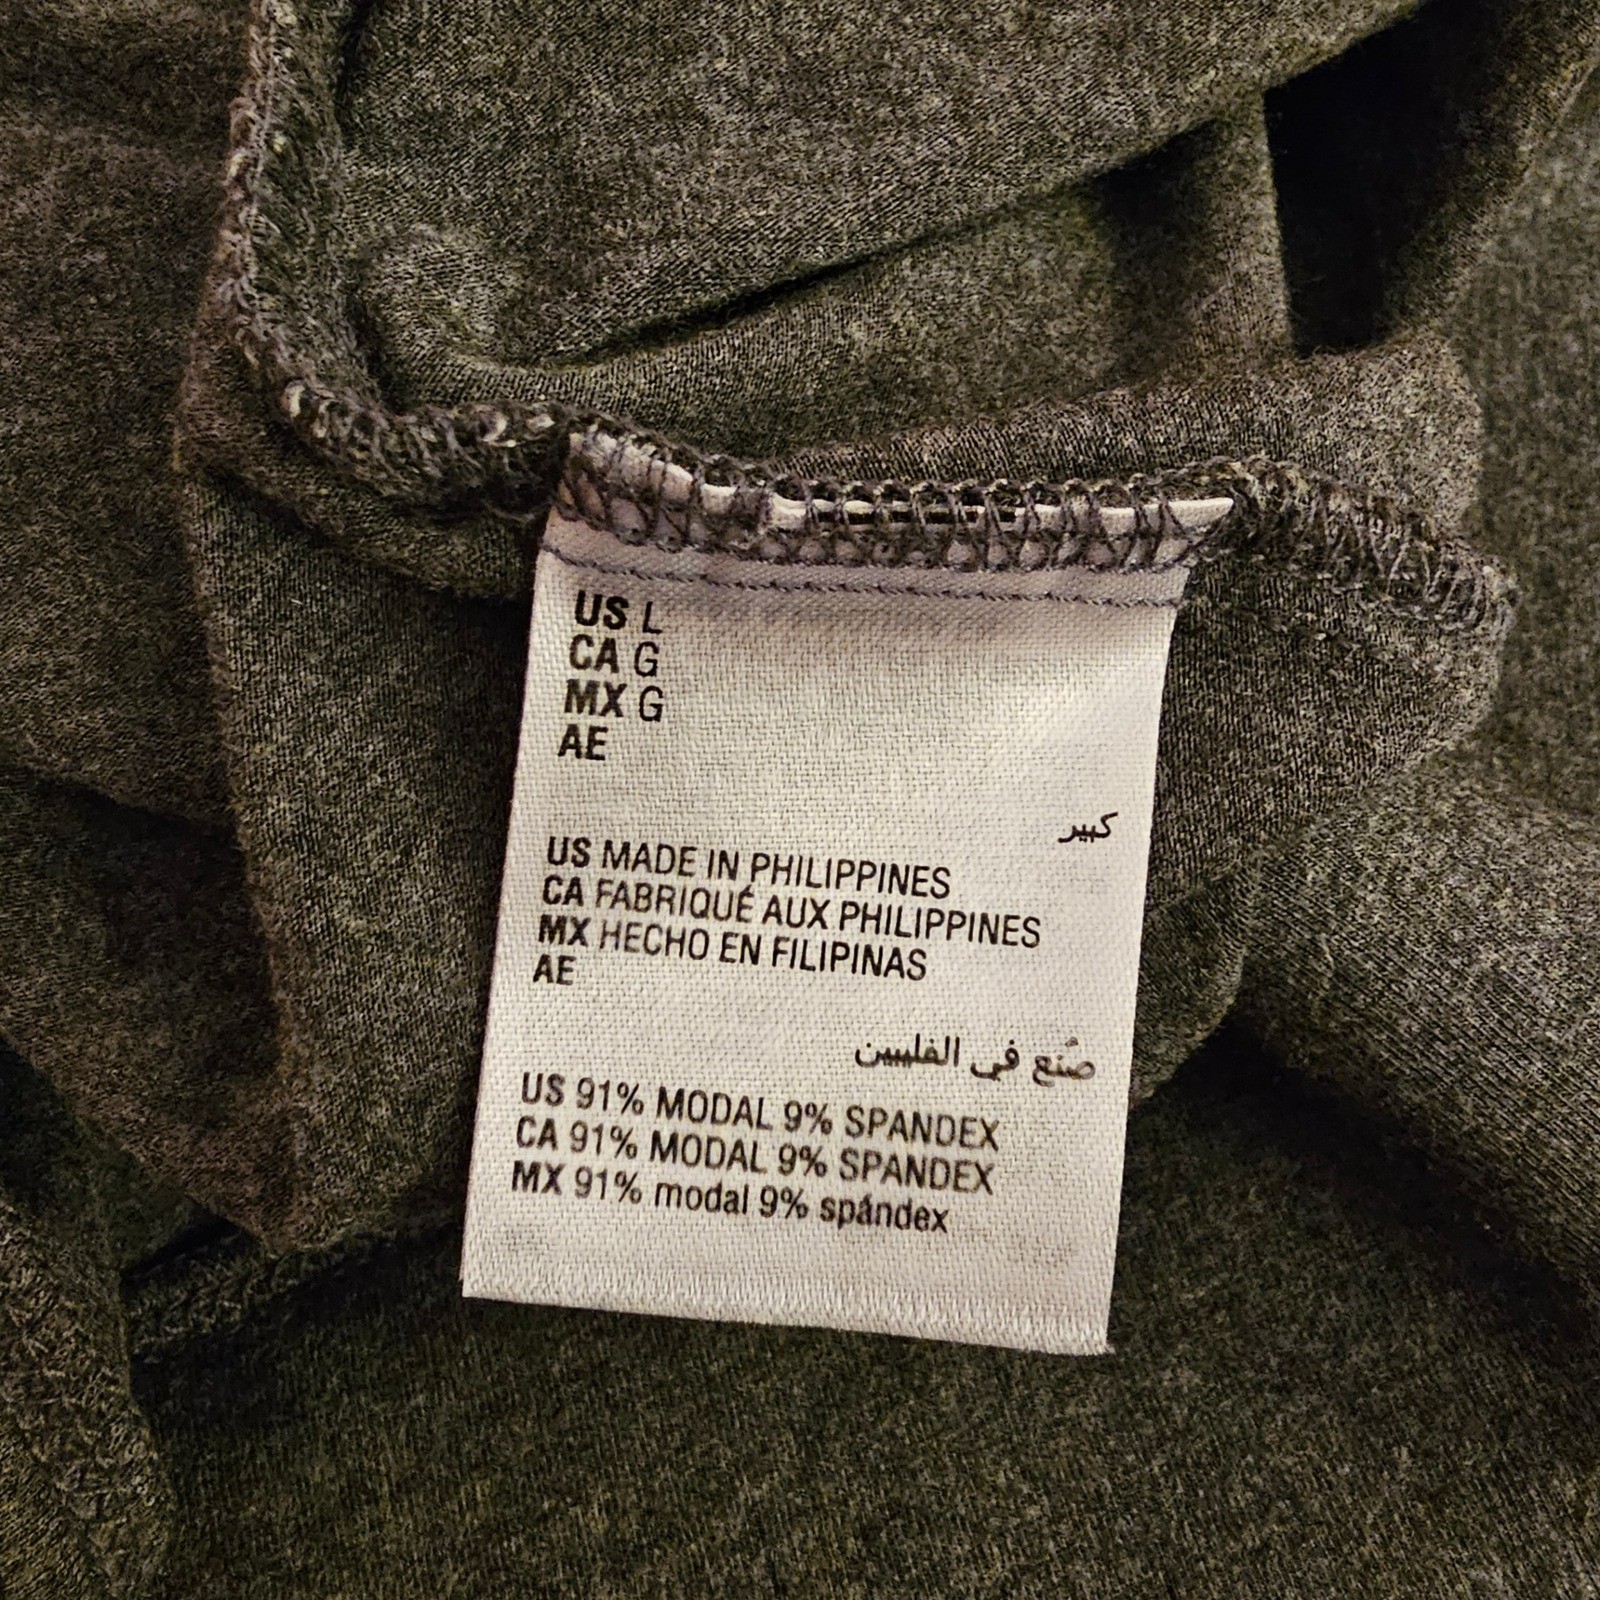 US L
CA G
MX G
AE
كبير
US MADE IN PHILIPPINES
CA FABRIQUÉ AUX PHILIPPINES
MX HECHO EN FILIPINAS
AE
صُنع في الفلبين
US 91% MODAL 9% SPANDEX
CA 91% MODAL 9% SPANDEX
MX 91% modal 9% spándex